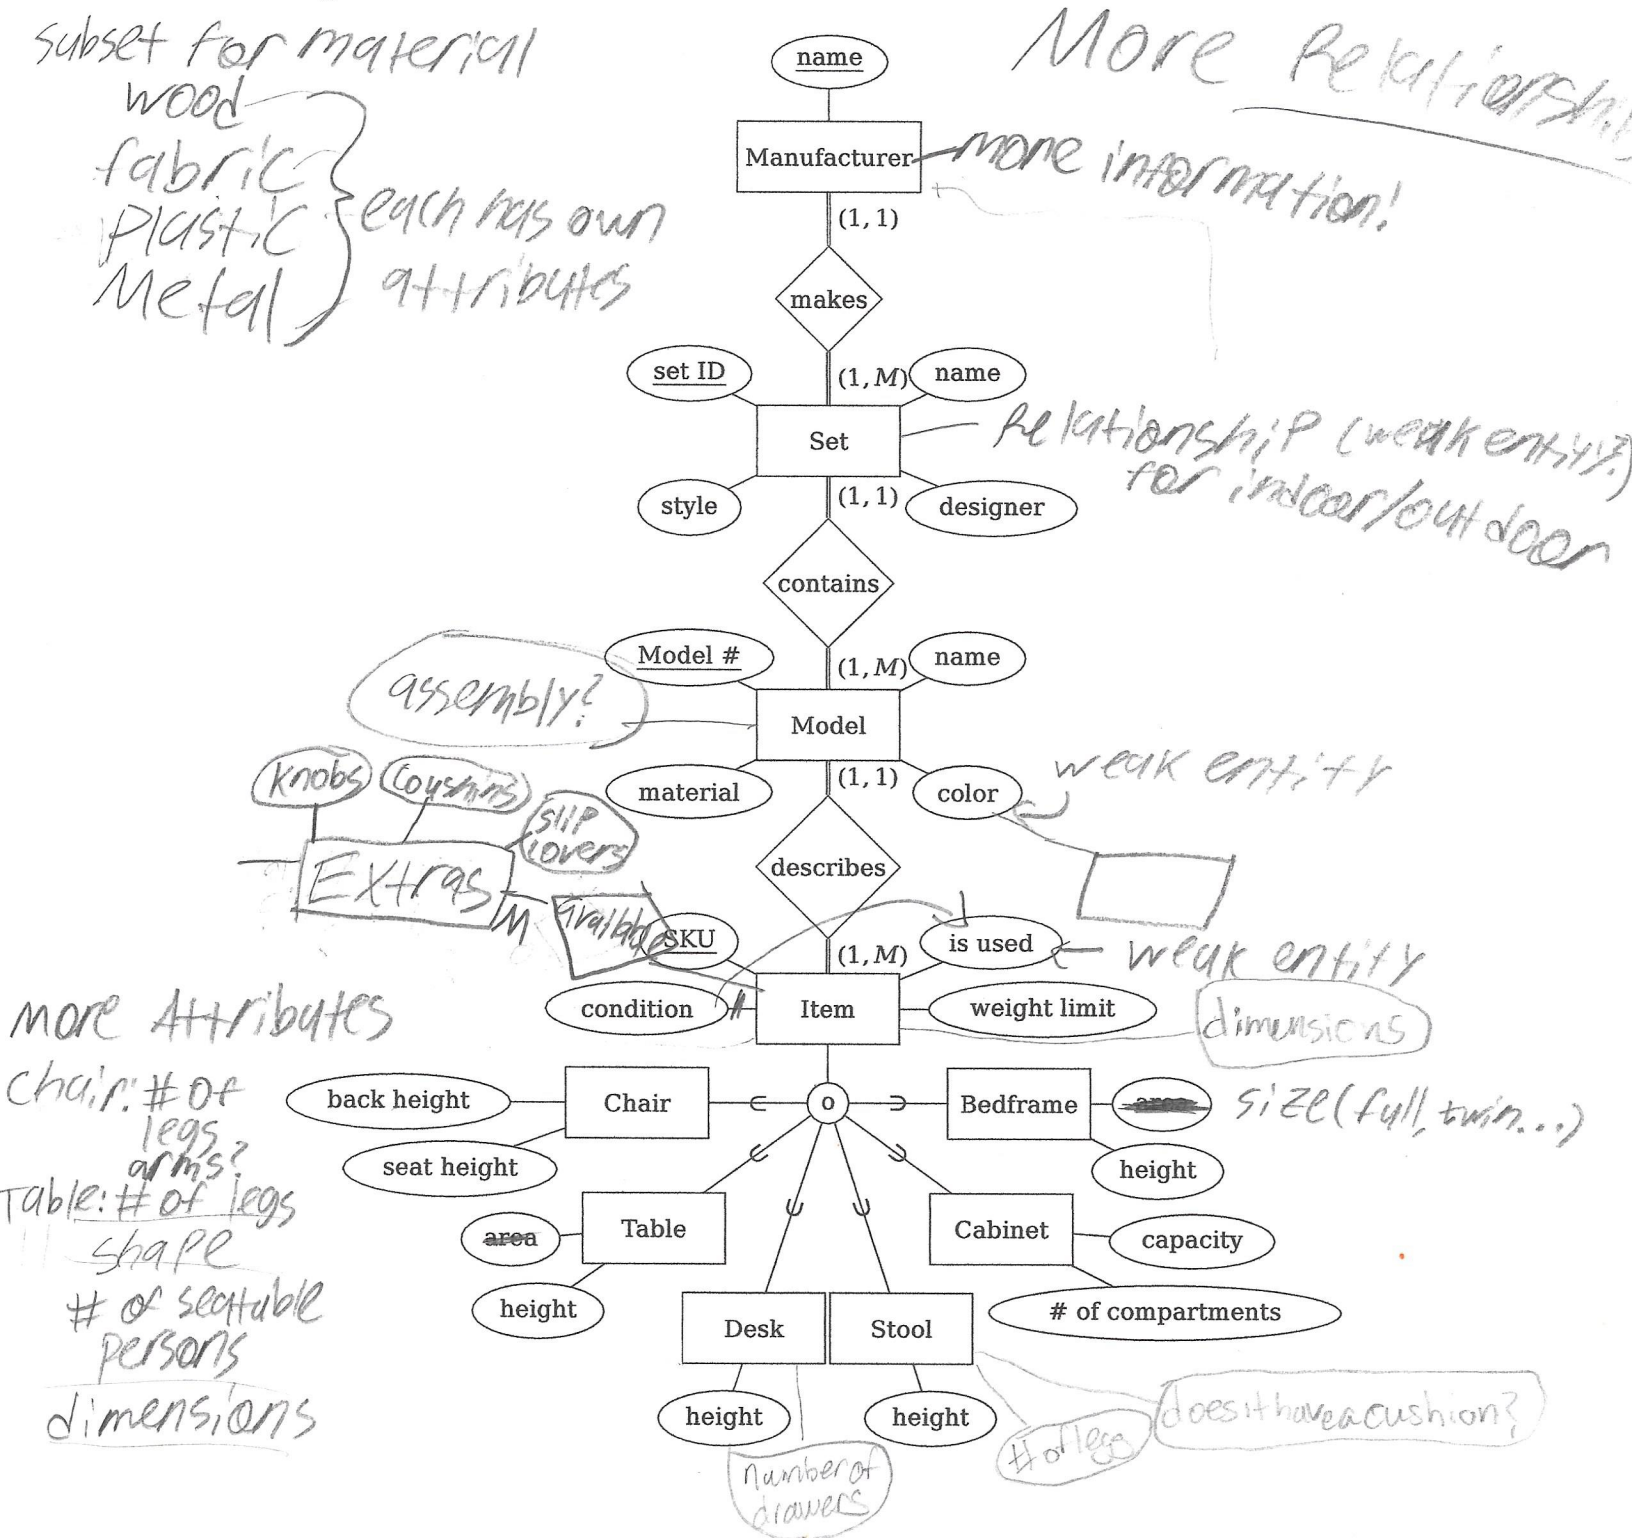 subset for material
wood
fabric
Plastic
Metal
each has own
attributes
name
More Relationship
Manufacturer
more information!
(1, 1)
makes
set ID
(1, M)
name
Set
Relationship (weak entity?)
for indoor/outdoor
style
(1, 1)
designer
contains
Model #
(1, M)
name
assembly?
Model
material
(1, 1)
color
weak entity
knobs
coushins
slip
covers
Extras
M
describes
SKU
(1, M)
is used
weak entity
condition
Item
weight limit
dimensions
more Attributes
chair: # of
legs
arms?
Table: # of legs
shape
# of seattable
persons
dimensions
back height
Chair
o
Bedframe
size (full, twin...)
seat height
height
area
Table
Cabinet
capacity
height
# of compartments
Desk
Stool
height
height
number of
drawers
# of legs
does it have a cushion?